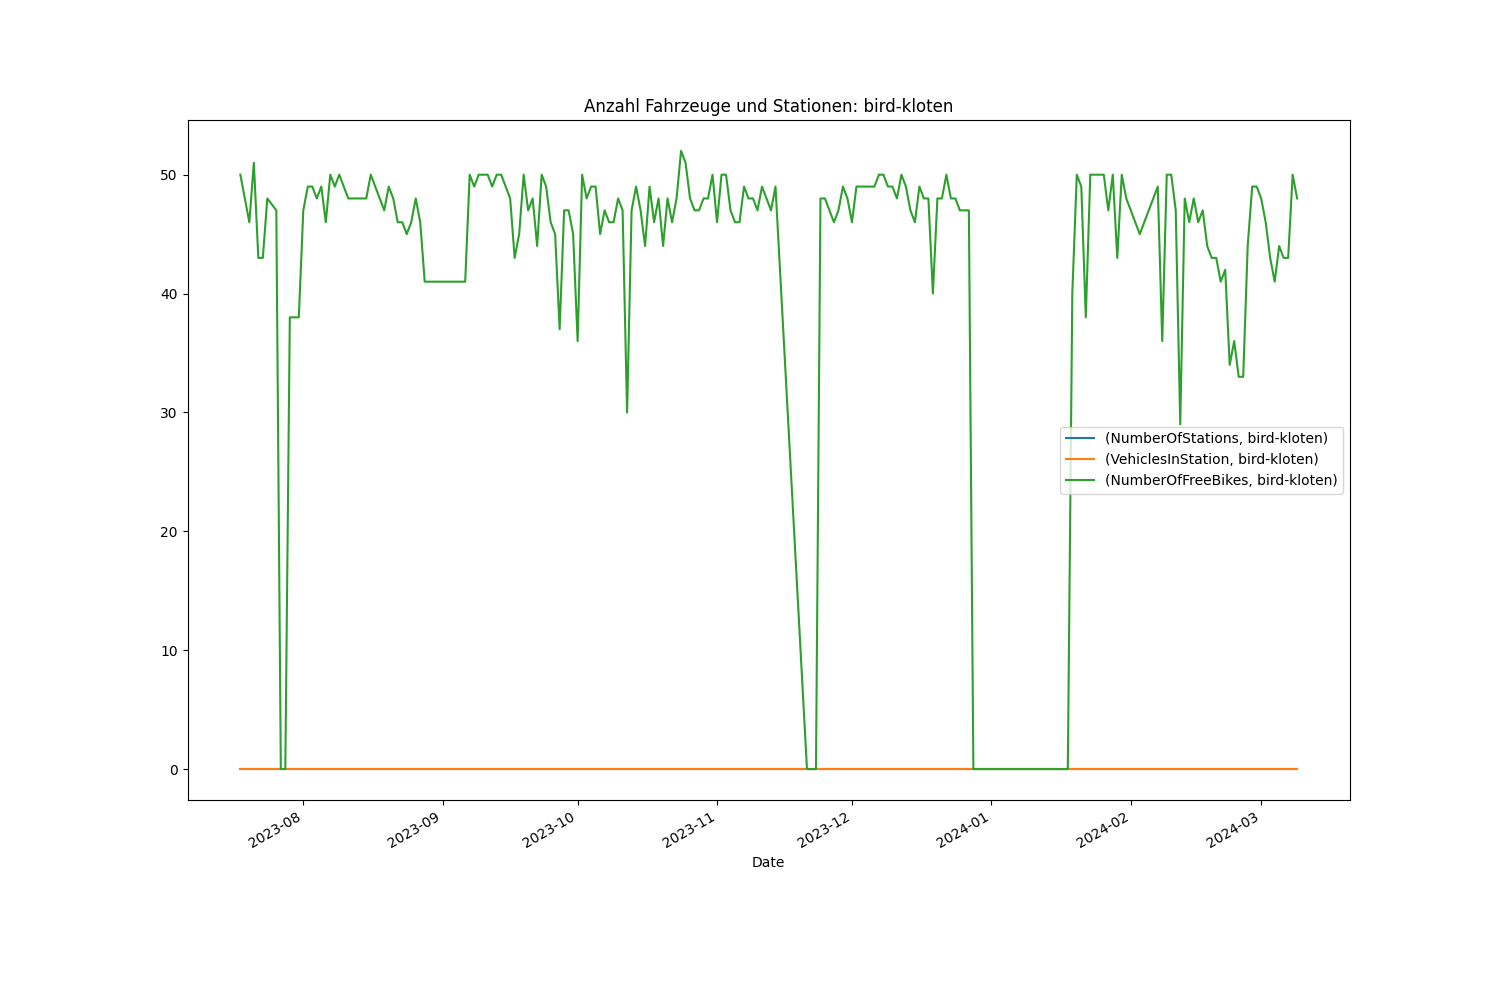 Anzahl Fahrzeuge und Stationen: bird-kloten
50
40
30
20
10
0
(NumberOfStations, bird-kloten)
(VehiclesInStation, bird-kloten)
(NumberOfFreeBikes, bird-kloten)
2023-08
2023-09
2023-10
2023-11
2023-12
2024-01
2024-02
2024-03
Date